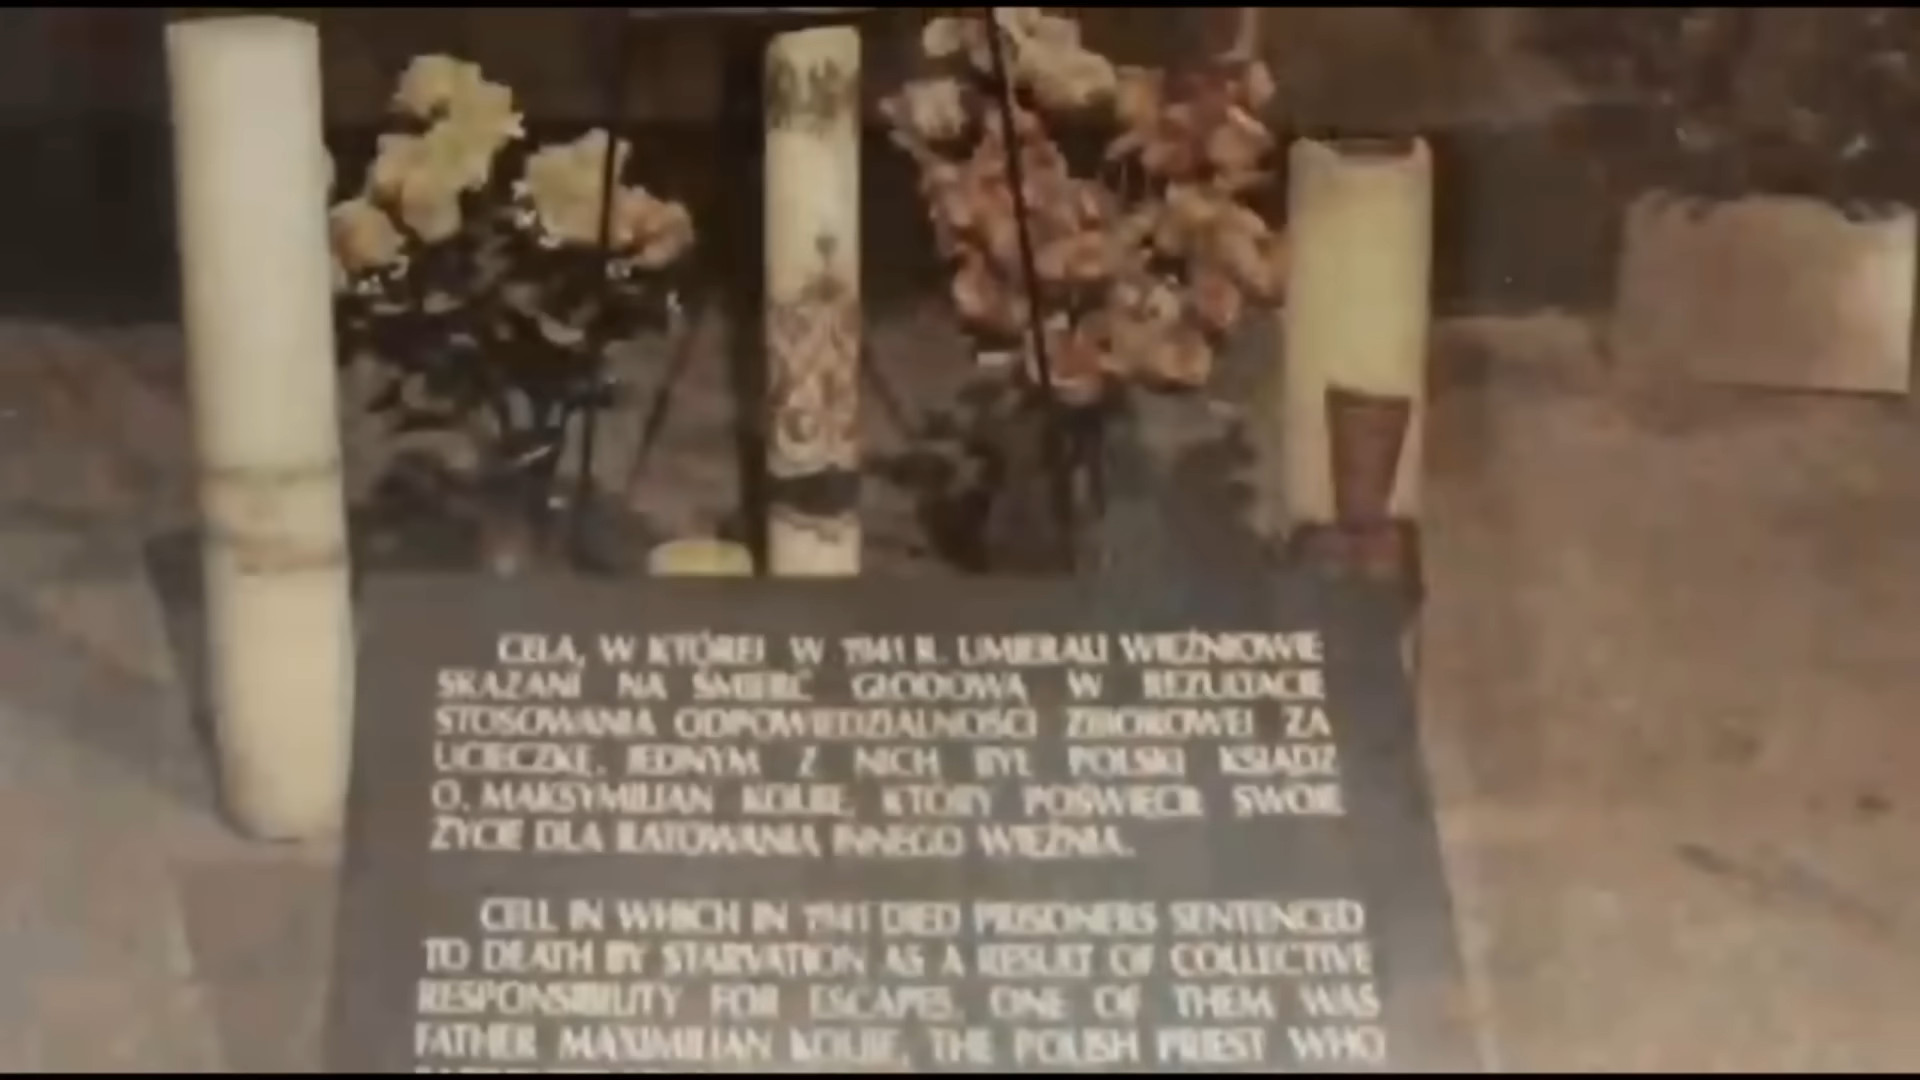 CELA, W KTÓREJ W 1941 R. UMIERALI WIĘŹNIOWIE
SKAZANI NA ŚMIERĆ GŁODOWĄ W REZULTACIE
STOSOWANIA ODPOWIEDZIALNOŚCI ZBIOROWEJ ZA
UCIECZKĘ. JEDNYM Z NICH BYŁ POLSKI KSIĄDZ
O. MAKSYMILIAN KOLBE, KTÓRY POŚWIĘCIŁ SWOJE
ŻYCIE DLA RATOWANIA INNEGO WIĘŹNIA.
CELL IN WHICH IN 1941 DIED PRISONERS SENTENCED
TO DEATH BY STARVATION AS A RESULT OF COLLECTIVE
RESPONSIBILITY FOR ESCAPES. ONE OF THEM WAS
FATHER MAXIMILIAN KOLBE, THE POLISH PRIEST WHO